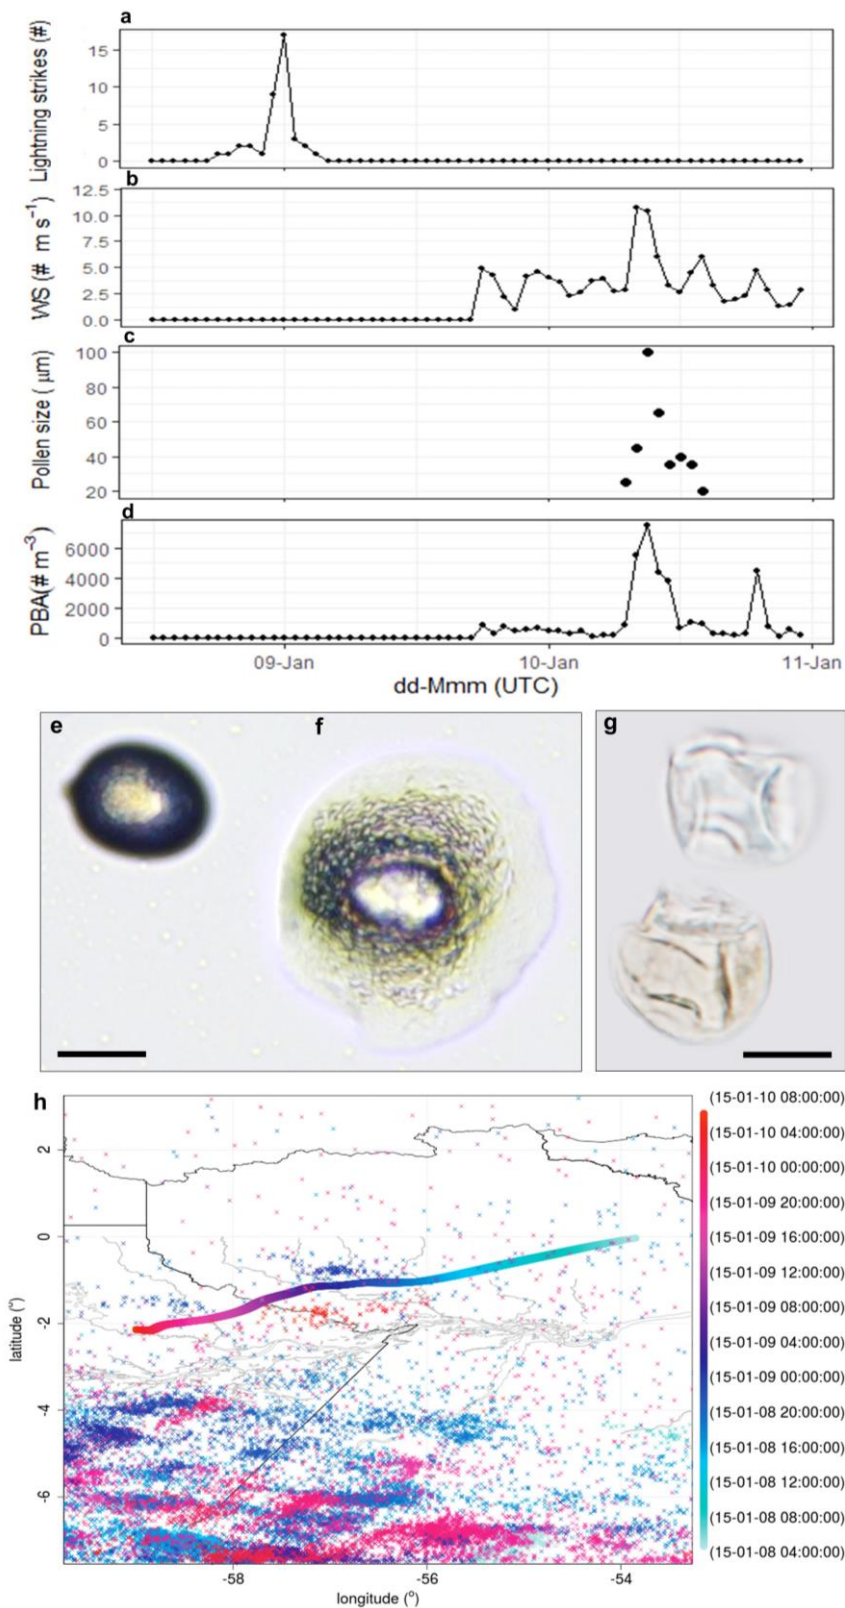 a
Lightning strikes (#)
15
10
5
0
b
WS (# m s⁻¹)
12.5
10.0
7.5
5.0
2.5
0.0
c
Pollen size ( µm)
100
80
60
40
20
d
PBA(# m⁻³)
6000
4000
2000
0
09-Jan 10-Jan 11-Jan
dd-Mmm (UTC)
e f g
h
latitude (°)
2
0
-2
-4
-6
-58 -56 -54
longitude (°)
(15-01-10 08:00:00)
(15-01-10 04:00:00)
(15-01-10 00:00:00)
(15-01-09 20:00:00)
(15-01-09 16:00:00)
(15-01-09 12:00:00)
(15-01-09 08:00:00)
(15-01-09 04:00:00)
(15-01-09 00:00:00)
(15-01-08 20:00:00)
(15-01-08 16:00:00)
(15-01-08 12:00:00)
(15-01-08 08:00:00)
(15-01-08 04:00:00)